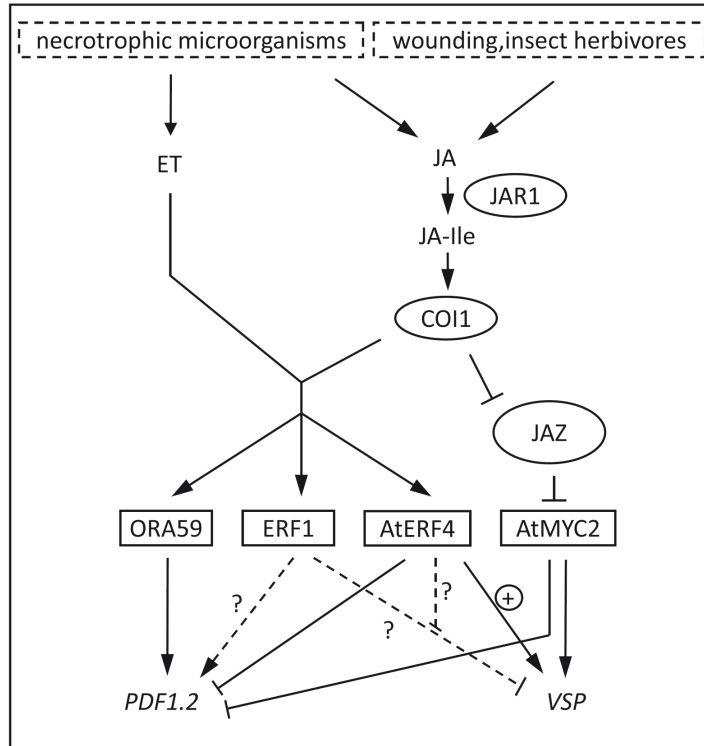 necrotrophic microorganisms
wounding,insect herbivores
ET
JA
JAR1
JA-Ile
COI1
JAZ
ORA59
ERF1
AtERF4
AtMYC2
?
?
?
+
PDF1.2
VSP